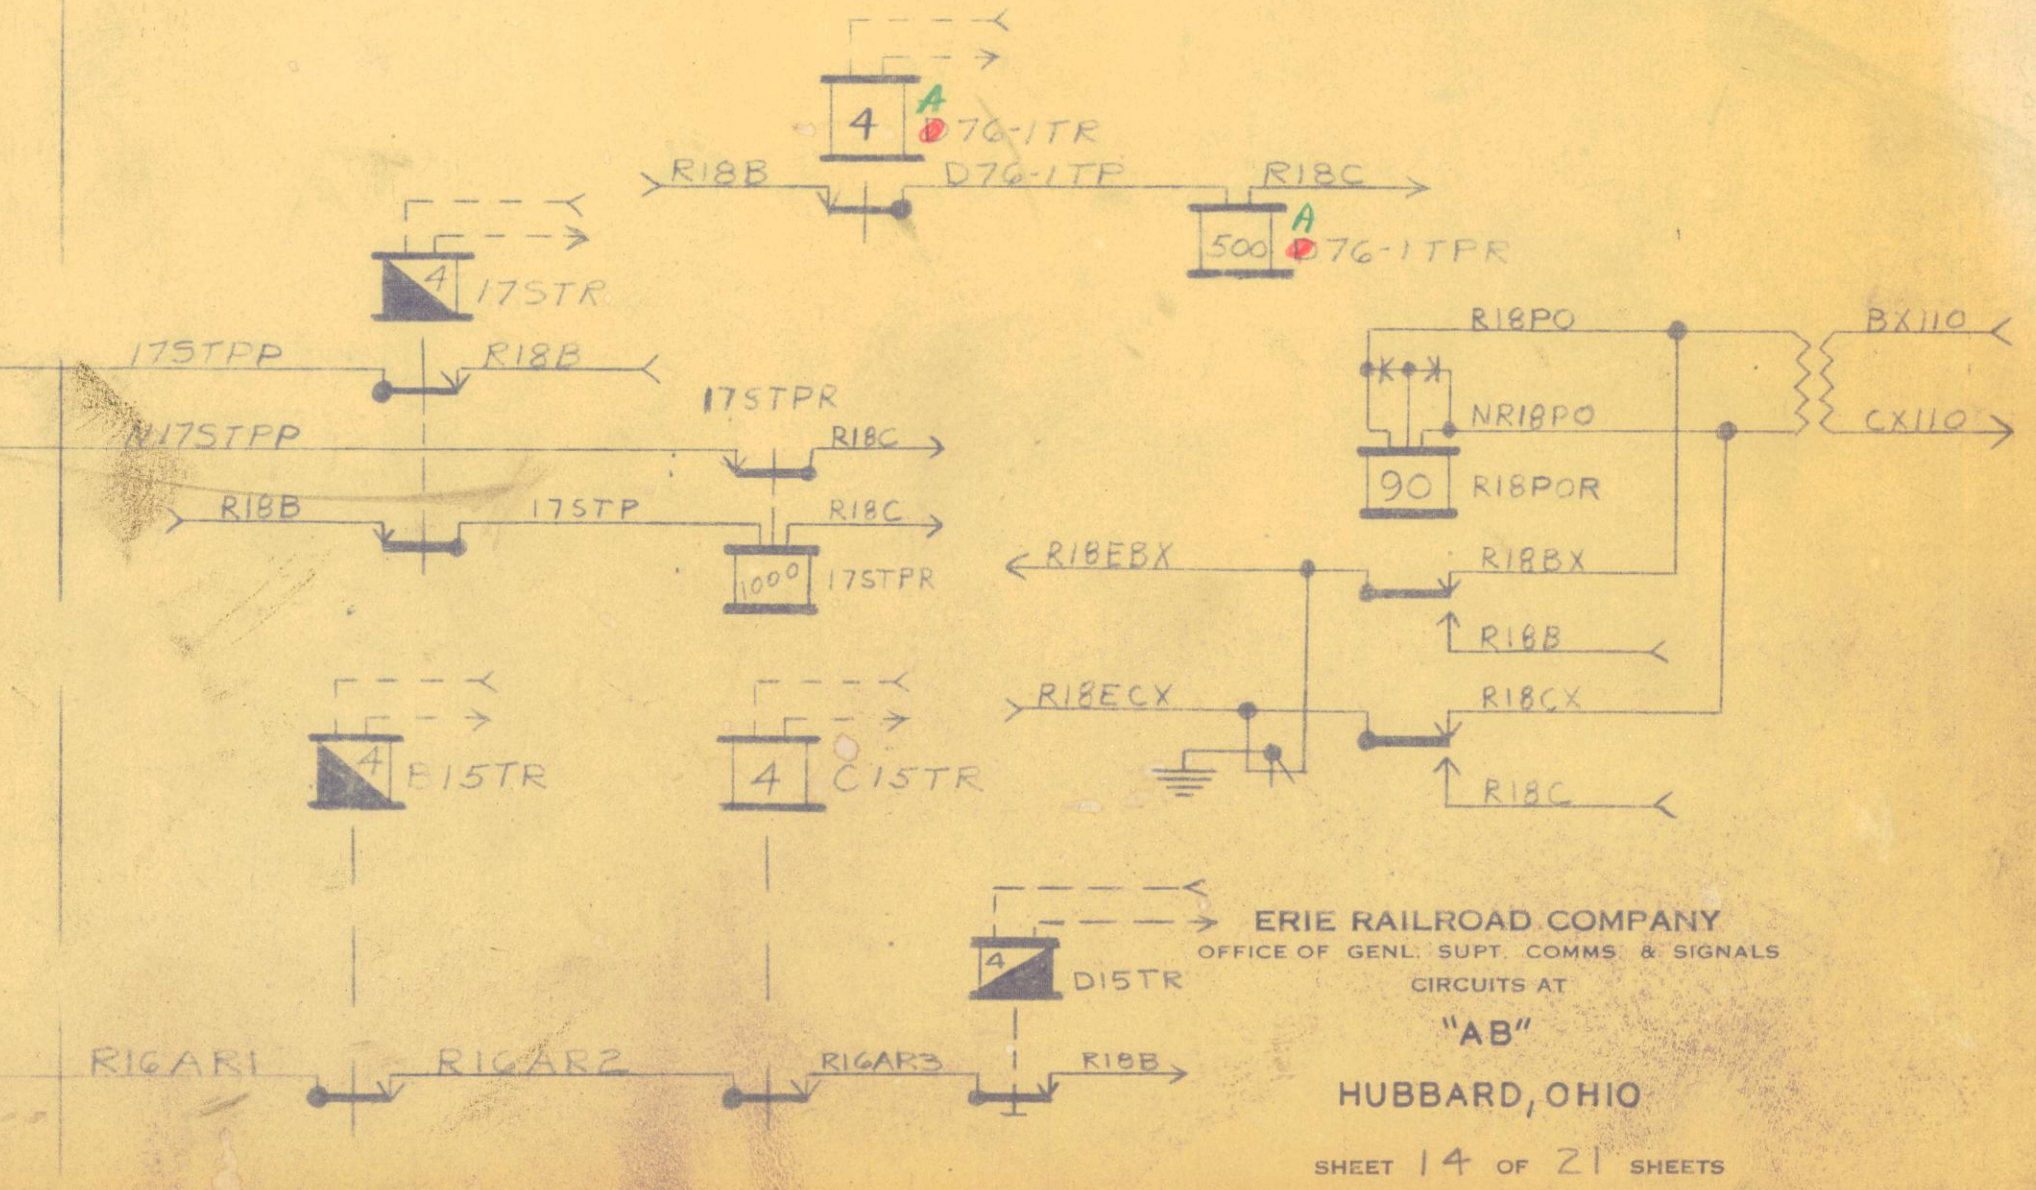 4
A
D76-1TR
R18B
D76-1TP
R18C
A
500
D76-1TPR
4
17STR
17STPP
R18B
17STPR
N17STPP
R18C
R18B
17STP
R18C
1000
17STPR
R18PO
BX110
NR18PO
CX110
90
R18POR
R18EBX
R18BX
R18B
R18ECX
R18CX
R18C
4
B15TR
4
C15TR
4
D15TR
R16AR1
R16AR2
R16AR3
R18B
ERIE RAILROAD COMPANY
OFFICE OF GENL. SUPT. COMMS. & SIGNALS
CIRCUITS AT
"AB"
HUBBARD, OHIO
SHEET 14 OF 21 SHEETS